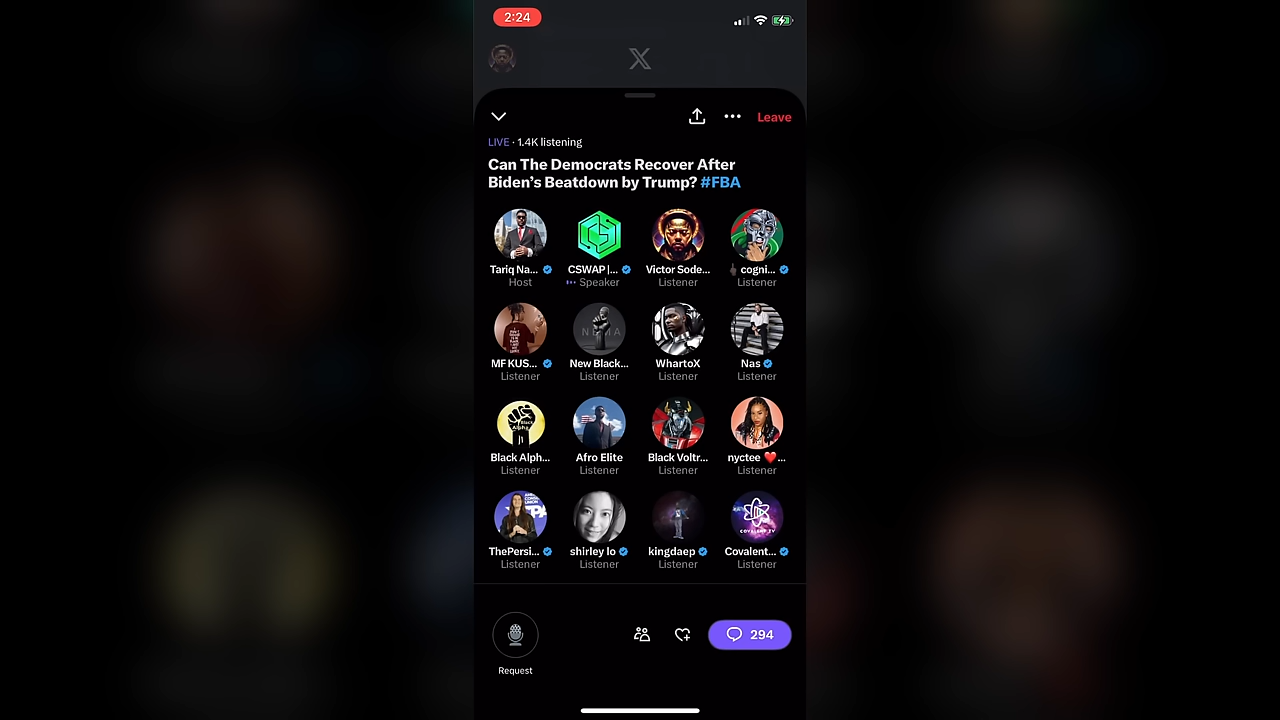 2:24
X
Leave
LIVE · 1.4K listening
Can The Democrats Recover After
Biden's Beatdown by Trump? #FBA
Tariq Na... CSWAP |... Victor Sode... cogni...
Host Speaker Listener Listener
MF KUS... New Black... WhartoX Nas
Listener Listener Listener Listener
Black Alph... Afro Elite Black Voltr... nyctee ❤️...
Listener Listener Listener Listener
ThePersi... shirley lo kingdaep Covalent...
Listener Listener Listener Listener
294
Request